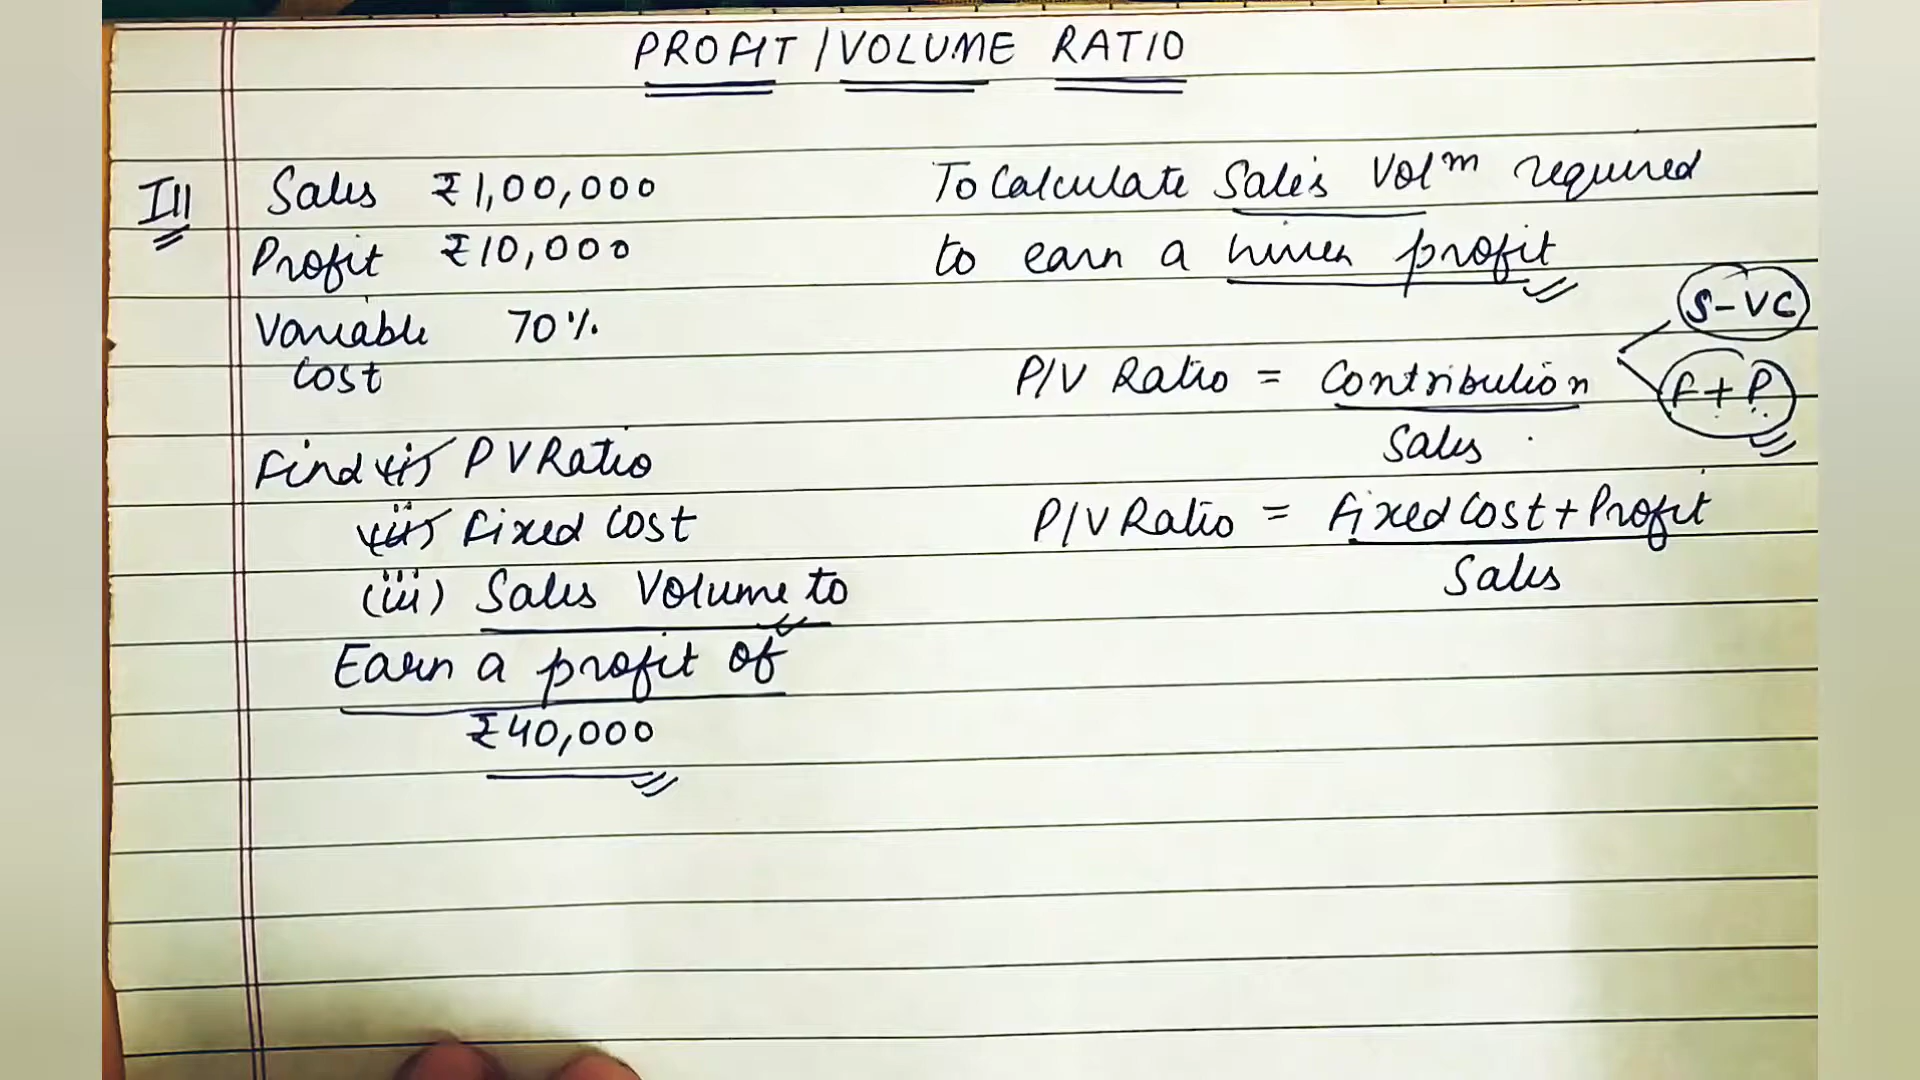 PROFIT / VOLUME RATIO
III
Sales ₹1,00,000
Profit ₹10,000
Variable 70%
Cost
Find (i) PV Ratio
(ii) Fixed Cost
(iii) Sales Volume to
Earn a profit of
₹40,000
To Calculate Sales Vol^m required
to earn a given profit
S-VC
P/V Ratio = Contribution
F+P
Sales
P/V Ratio = Fixed Cost + Profit
Sales